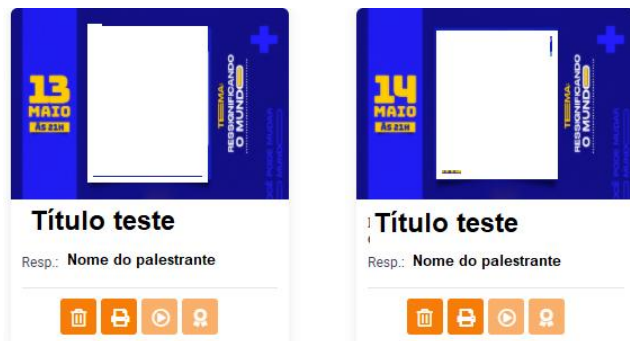 13
MAIO
ÀS 21H
TEMA:
RESSIGNIFICANDO
O MUNDO
Título teste
Resp.: Nome do palestrante
14
MAIO
ÀS 21H
TEMA:
RESSIGNIFICANDO
O MUNDO
Título teste
Resp.: Nome do palestrante